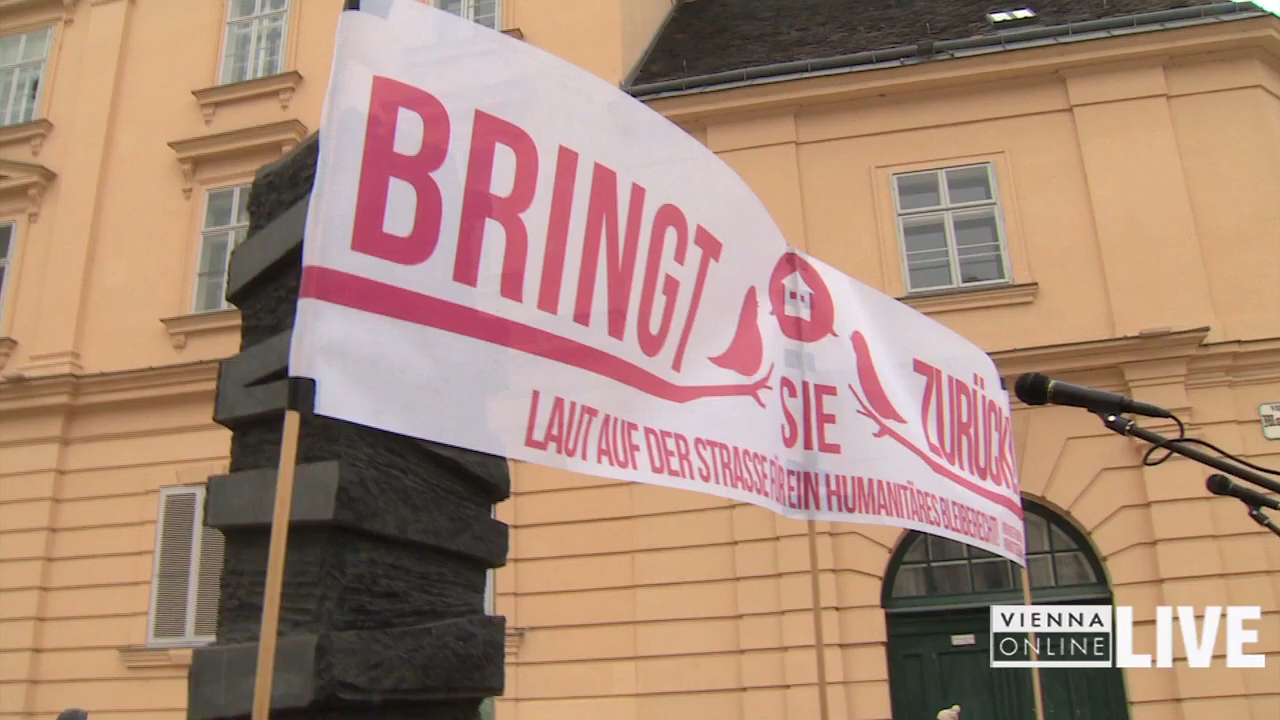 BRINGT
SIE
ZURÜCK!
LAUT AUF DER STRASSE FÜR EIN HUMANITÄRES BLEIBERECHT!
VIENNA
ONLINE
LIVE